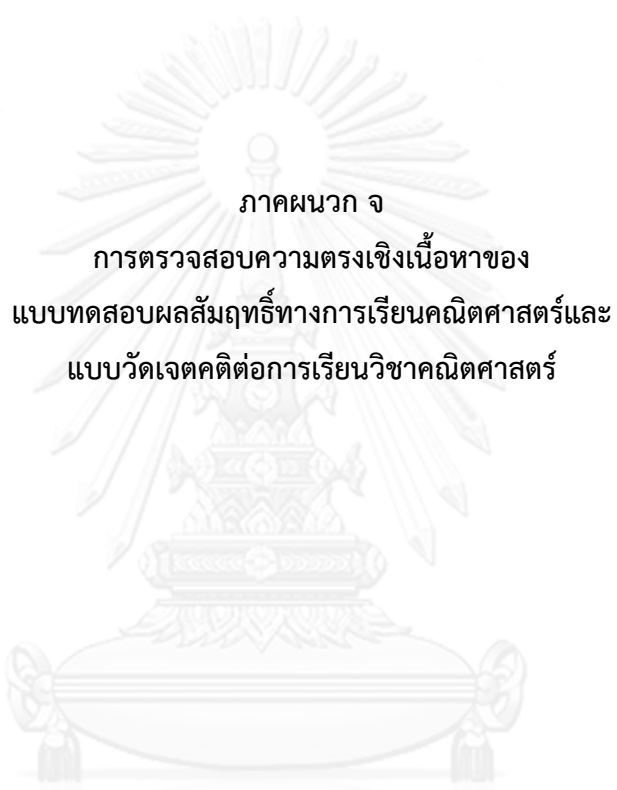 ภาคผนวก จ
การตรวจสอบความตรงเชิงเนื้อหาของ
แบบทดสอบผลสัมฤทธิ์ทางการเรียนคณิตศาสตร์และ
แบบวัดเจตคติต่อการเรียนวิชาคณิตศาสตร์